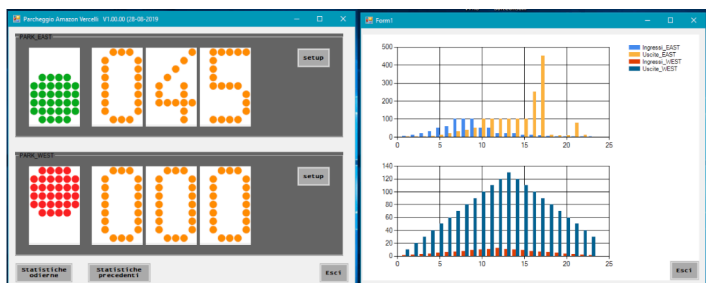 Parcheggio Amazon Vercelli V1.00.00 (28-08-2019
PARK_EAST
045
setup
PARK_WEST
000
setup
Statistiche
odierne
Statistiche
precedenti
Esci
Form1
500
400
300
200
100
0
0 5 10 15 20 25
Ingressi_EAST
Uscite_EAST
Ingressi_WEST
Uscite_WEST
140
120
100
80
60
40
20
0
0 5 10 15 20 25
Esci